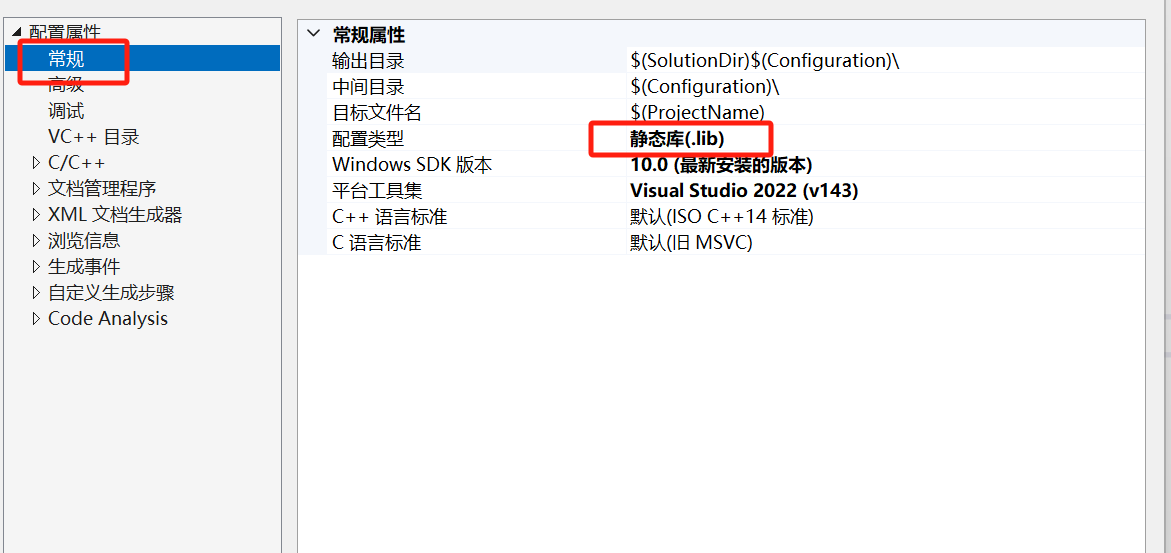 配置属性
常规
高级
调试
VC++ 目录
C/C++
文档管理程序
XML 文档生成器
浏览信息
生成事件
自定义生成步骤
Code Analysis
常规属性
输出目录 $(SolutionDir)$(Configuration)\
中间目录 $(Configuration)\
目标文件名 $(ProjectName)
配置类型 静态库(.lib)
Windows SDK 版本 10.0 (最新安装的版本)
平台工具集 Visual Studio 2022 (v143)
C++ 语言标准 默认(ISO C++14 标准)
C 语言标准 默认(旧 MSVC)